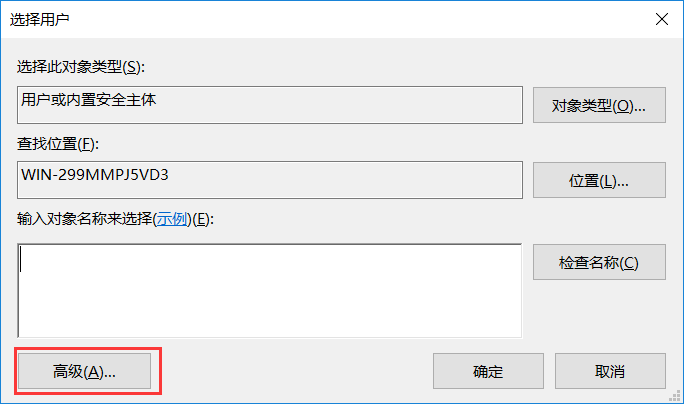 选择用户
选择此对象类型(S):
用户或内置安全主体
对象类型(O)...
查找位置(F):
WIN-299MMPJ5VD3
位置(L)...
输入对象名称来选择(示例)(E):
检查名称(C)
高级(A)...
确定
取消